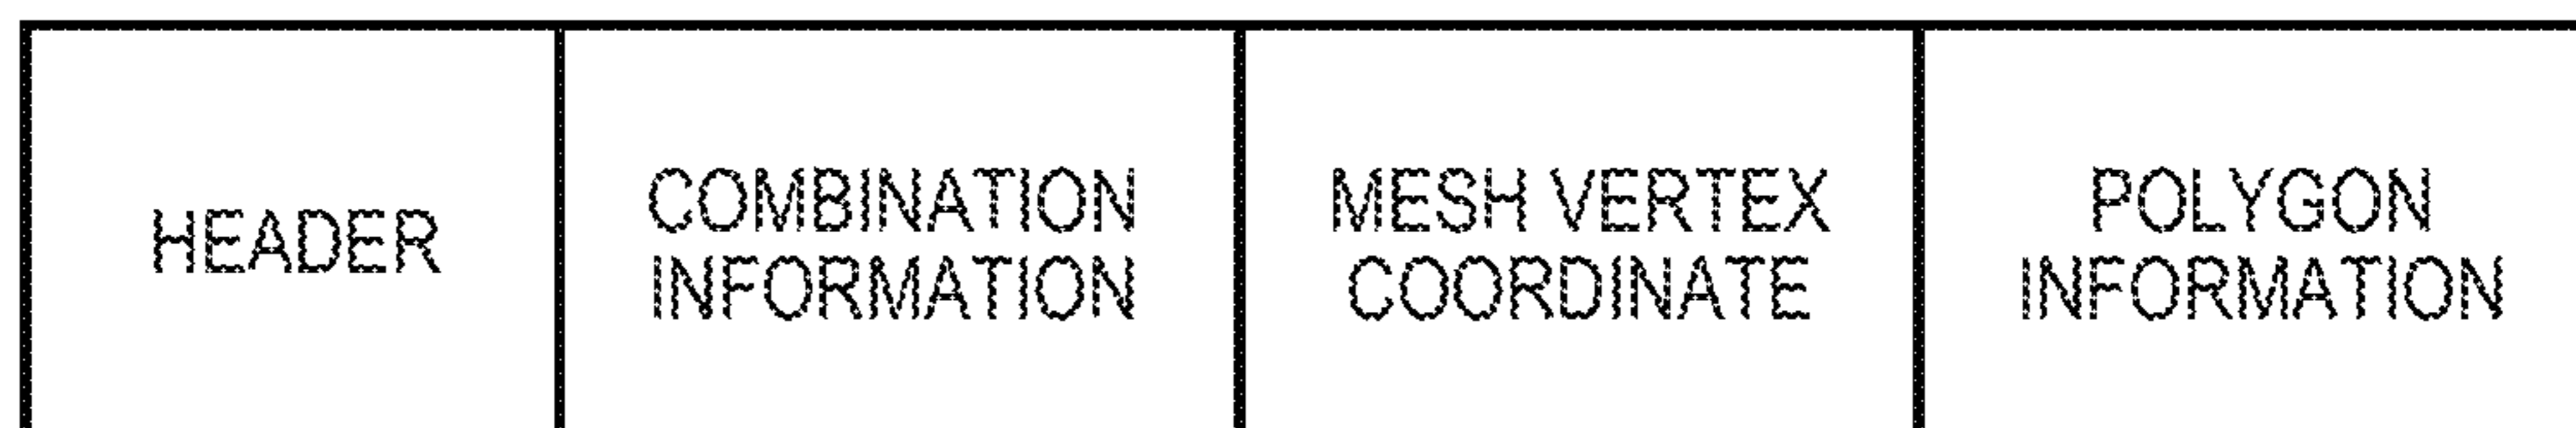 HEADER
COMBINATION
INFORMATION
MESH VERTEX
COORDINATE
POLYGON
INFORMATION